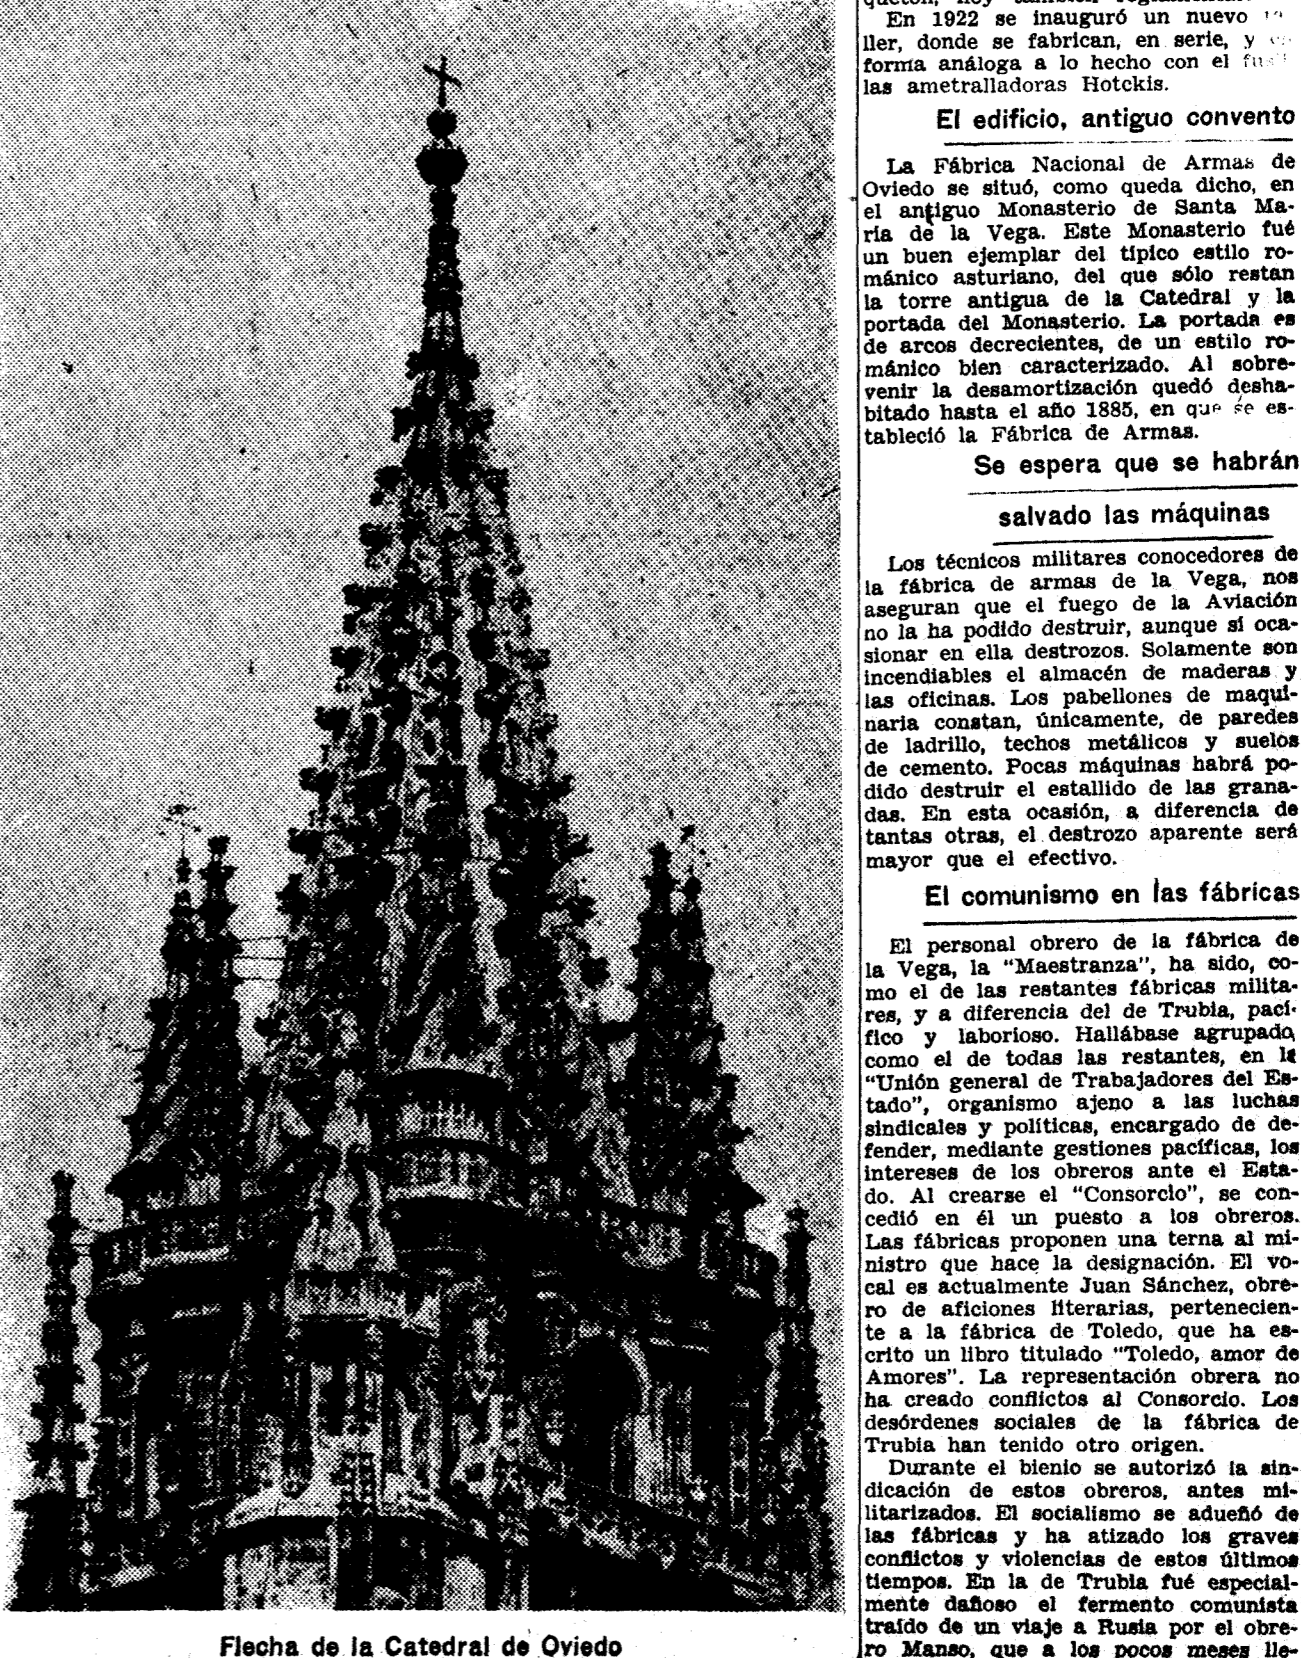 En 1922 se inauguró un nuevo
ller, donde se fabrican, en serie, y
forma análoga a lo hecho con el
las ametralladoras Hotckis.
El edificio, antiguo convento
La Fábrica Nacional de Armas de
Oviedo se situó, como queda dicho, en
el antiguo Monasterio de Santa Ma-
ría de la Vega. Este Monasterio fué
un buen ejemplar del típico estilo ro-
mánico asturiano, del que sólo restan
la torre antigua de la Catedral y la
portada del Monasterio. La portada es
de arcos decrecientes, de un estilo ro-
mánico bien caracterizado. Al sobre-
venir la desamortización quedó desha-
bitado hasta el año 1885, en que se es-
tableció la Fábrica de Armas.
Se espera que se habrán
salvado las máquinas
Los técnicos militares conocedores de
la fábrica de armas de la Vega, nos
aseguran que el fuego de la Aviación
no la ha podido destruir, aunque sí oca-
sionar en ella destrozos. Solamente son
incendiables el almacén de maderas y
las oficinas. Los pabellones de maqui-
naria constan, únicamente, de paredes
de ladrillo, techos metálicos y suelos
de cemento. Pocas máquinas habrá po-
dido destruir el estallido de las grana-
das. En esta ocasión, a diferencia de
tantas otras, el destrozo aparente será
mayor que el efectivo.
El comunismo en las fábricas
El personal obrero de la fábrica de
la Vega, la "Maestranza", ha sido, co-
mo el de las restantes fábricas milita-
res, y a diferencia del de Trubia, pací-
fico y laborioso. Hallábase agrupado,
como el de todas las restantes, en la
"Unión general de Trabajadores del Es-
tado", organismo ajeno a las luchas
sindicales y políticas, encargado de de-
fender, mediante gestiones pacíficas, los
intereses de los obreros ante el Esta-
do. Al crearse el "Consorcio", se con-
cedió en él un puesto a los obreros.
Las fábricas proponen una terna al mi-
nistro que hace la designación. El vo-
cal es actualmente Juan Sánchez, obre-
ro de aficiones literarias, pertenecien-
te a la fábrica de Toledo, que ha es-
crito un libro titulado "Toledo, amor de
Amores". La representación obrera no
ha creado conflictos al Consorcio. Los
desórdenes sociales de la fábrica de
Trubia han tenido otro origen.
Durante el bienio se autorizó la sin-
dicación de estos obreros, antes mi-
litarizados. El socialismo se adueñó de
las fábricas y ha atizado los graves
conflictos y violencias de estos últimos
tiempos. En la de Trubia fué especial-
mente dañoso el fermento comunista
traído de un viaje a Rusia por el obre-
ro Manso, que a los pocos meses lle-
Flecha de la Catedral de Oviedo